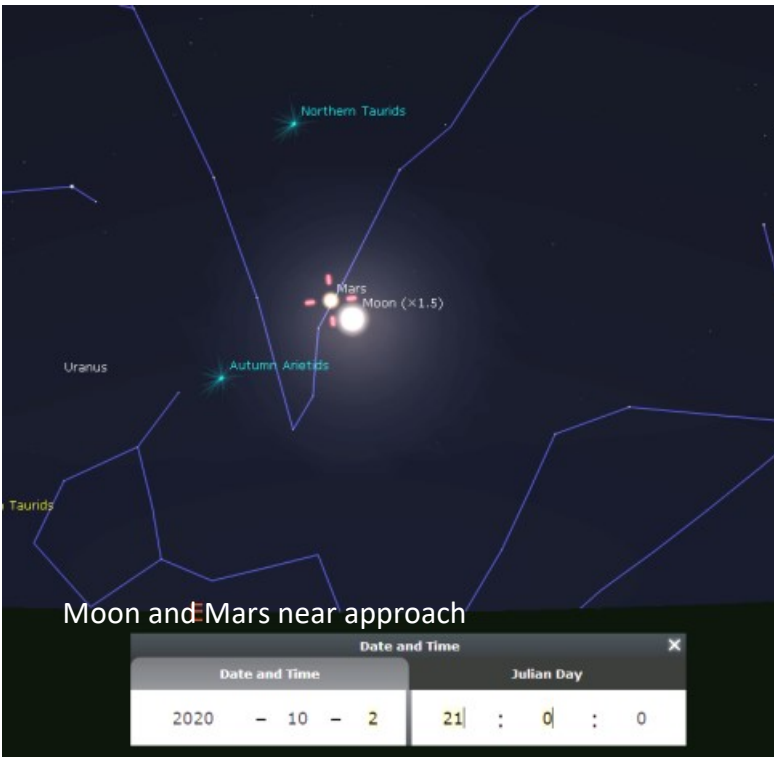 Northern Taurids
Mars
Moon (×1.5)
Uranus
Autumn Arietids
Taurids
Moon and Mars near approach
E
Date and Time
Date and Time
Julian Day
2020 – 10 – 2 21 : 0 : 0